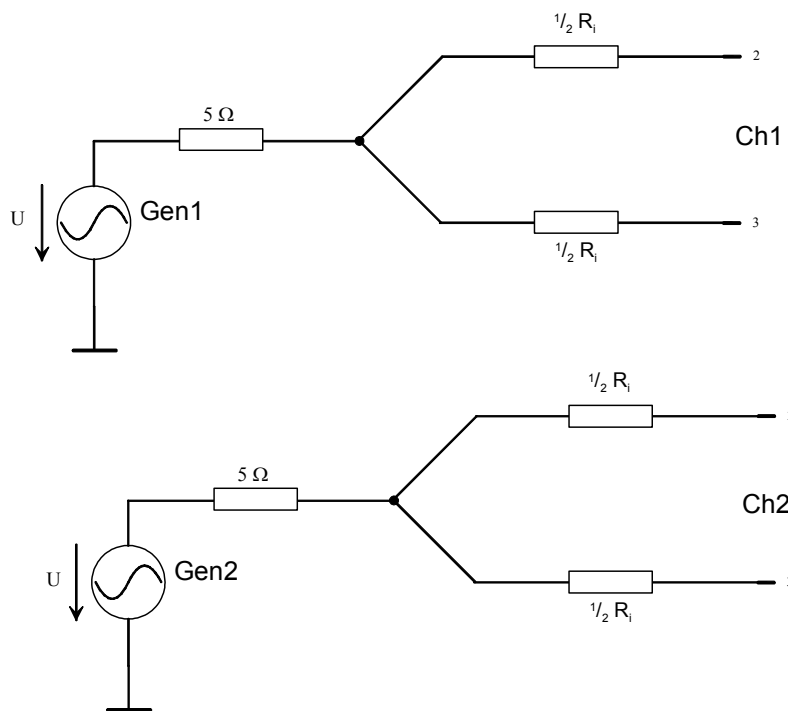 ½ Rᵢ
2
5 Ω
Ch1
U
Gen1
3
½ Rᵢ
½ Rᵢ
5 Ω
Ch2
U
Gen2
½ Rᵢ